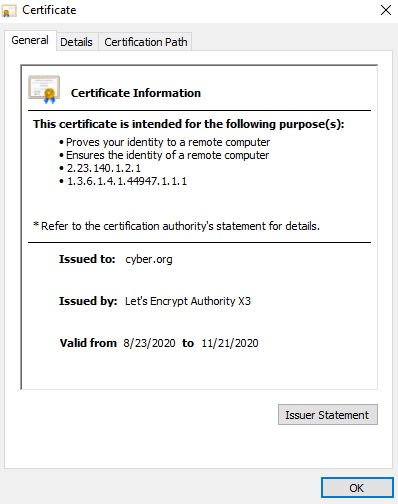 Certificate
General
Details
Certification Path
Certificate Information
This certificate is intended for the following purpose(s):
• Proves your identity to a remote computer
• Ensures the identity of a remote computer
• 2.23.140.1.2.1
• 1.3.6.1.4.1.44947.1.1.1
* Refer to the certification authority's statement for details.
Issued to: cyber.org
Issued by: Let's Encrypt Authority X3
Valid from 8/23/2020 to 11/21/2020
Issuer Statement
OK